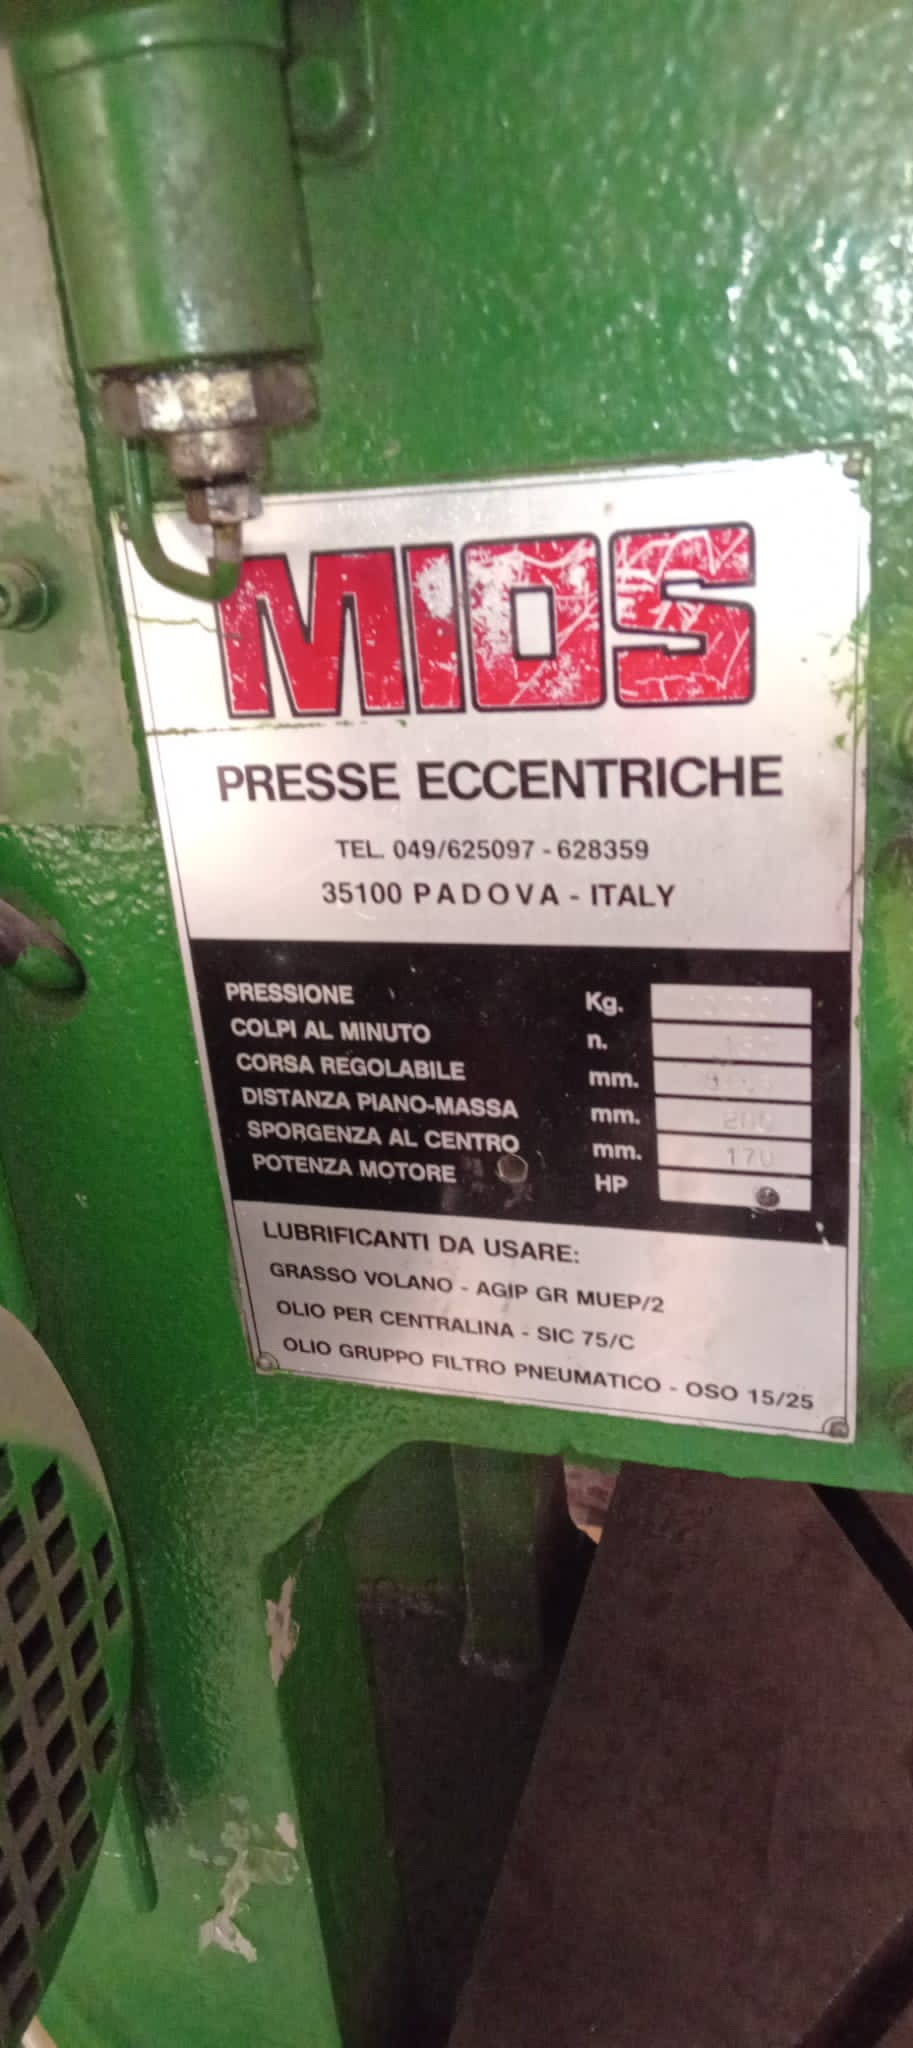 MIOS
PRESSE ECCENTRICHE
TEL. 049/625097 - 628359
35100 PADOVA - ITALY
PRESSIONE Kg.
COLPI AL MINUTO n.
CORSA REGOLABILE mm.
DISTANZA PIANO-MASSA mm.
SPORGENZA AL CENTRO mm. 170
POTENZA MOTORE HP
LUBRIFICANTI DA USARE:
GRASSO VOLANO - AGIP GR MUEP/2
OLIO PER CENTRALINA - SIC 75/C
OLIO GRUPPO FILTRO PNEUMATICO - OSO 15/25